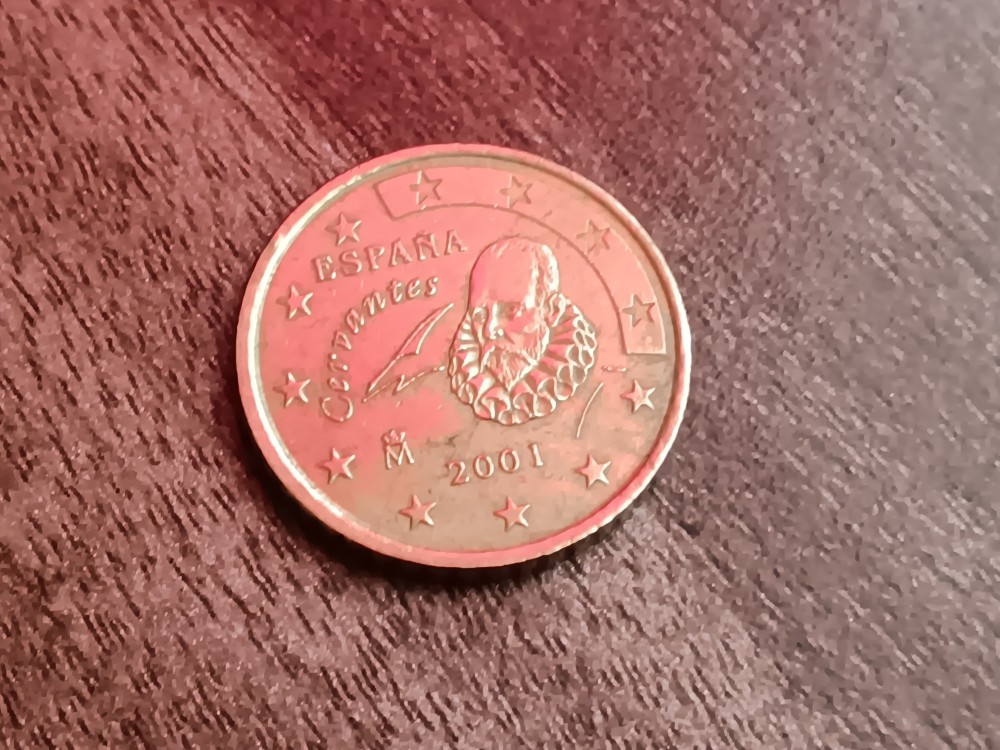 ESPAÑA
Cervantes
M
2001